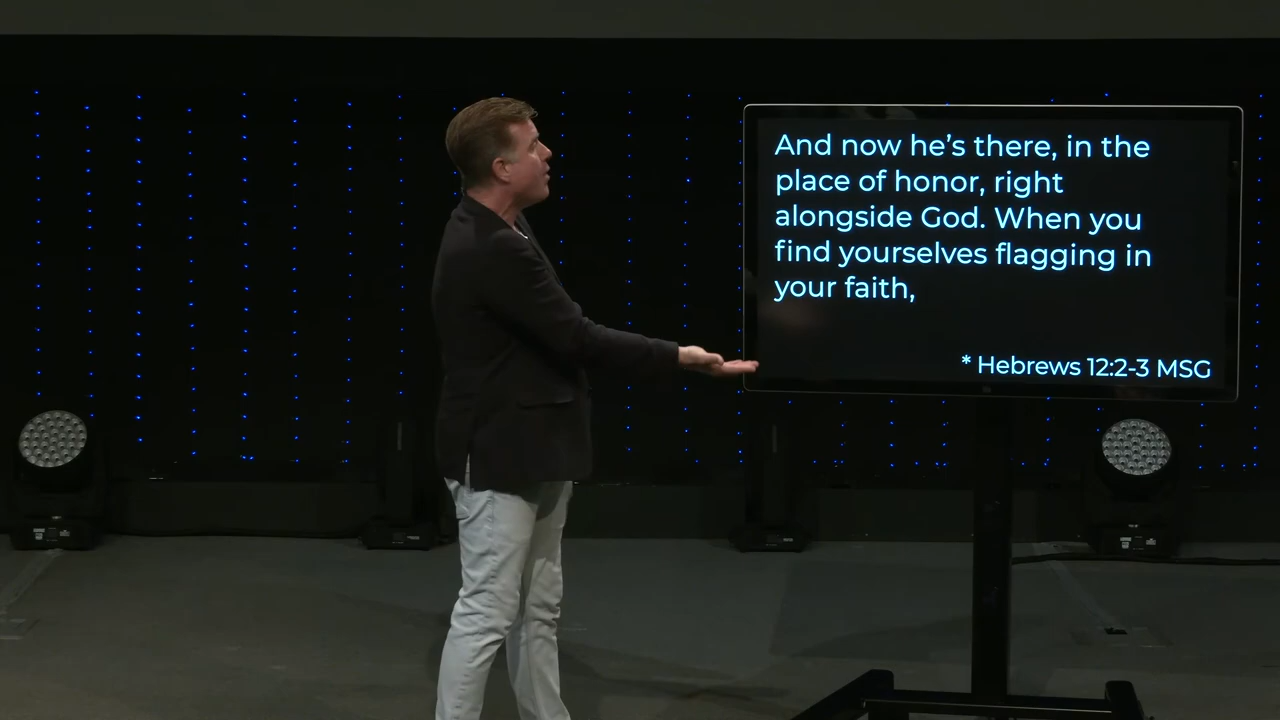 And now he’s there, in the
place of honor, right
alongside God. When you
find yourselves flagging in
your faith,
* Hebrews 12:2-3 MSG